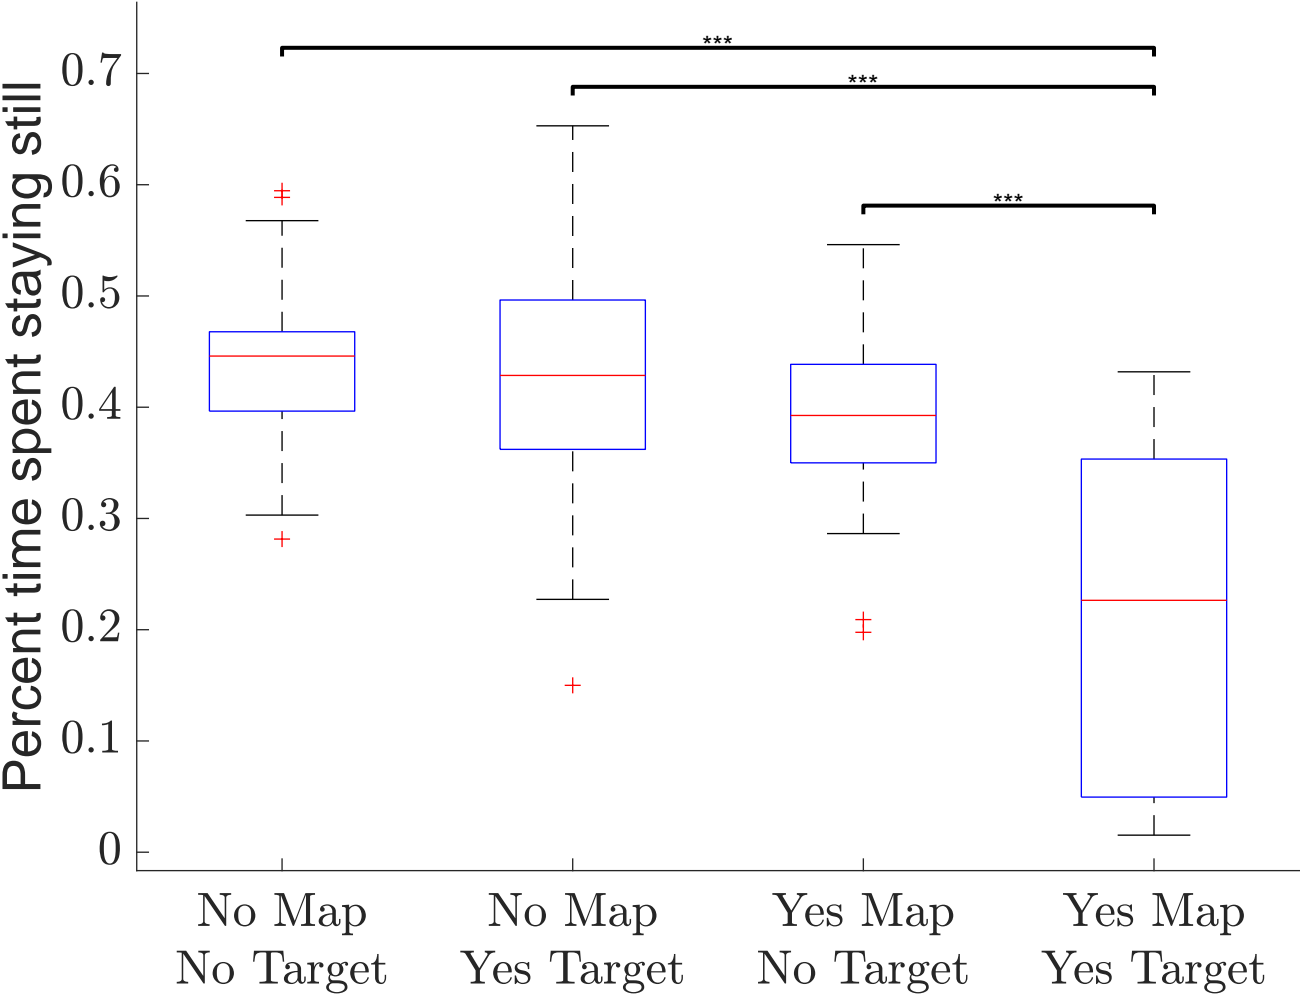 Percent time spent staying still
***
***
***
0.7
0.6
0.5
0.4
0.3
0.2
0.1
0
No Map
No Target
No Map
Yes Target
Yes Map
No Target
Yes Map
Yes Target